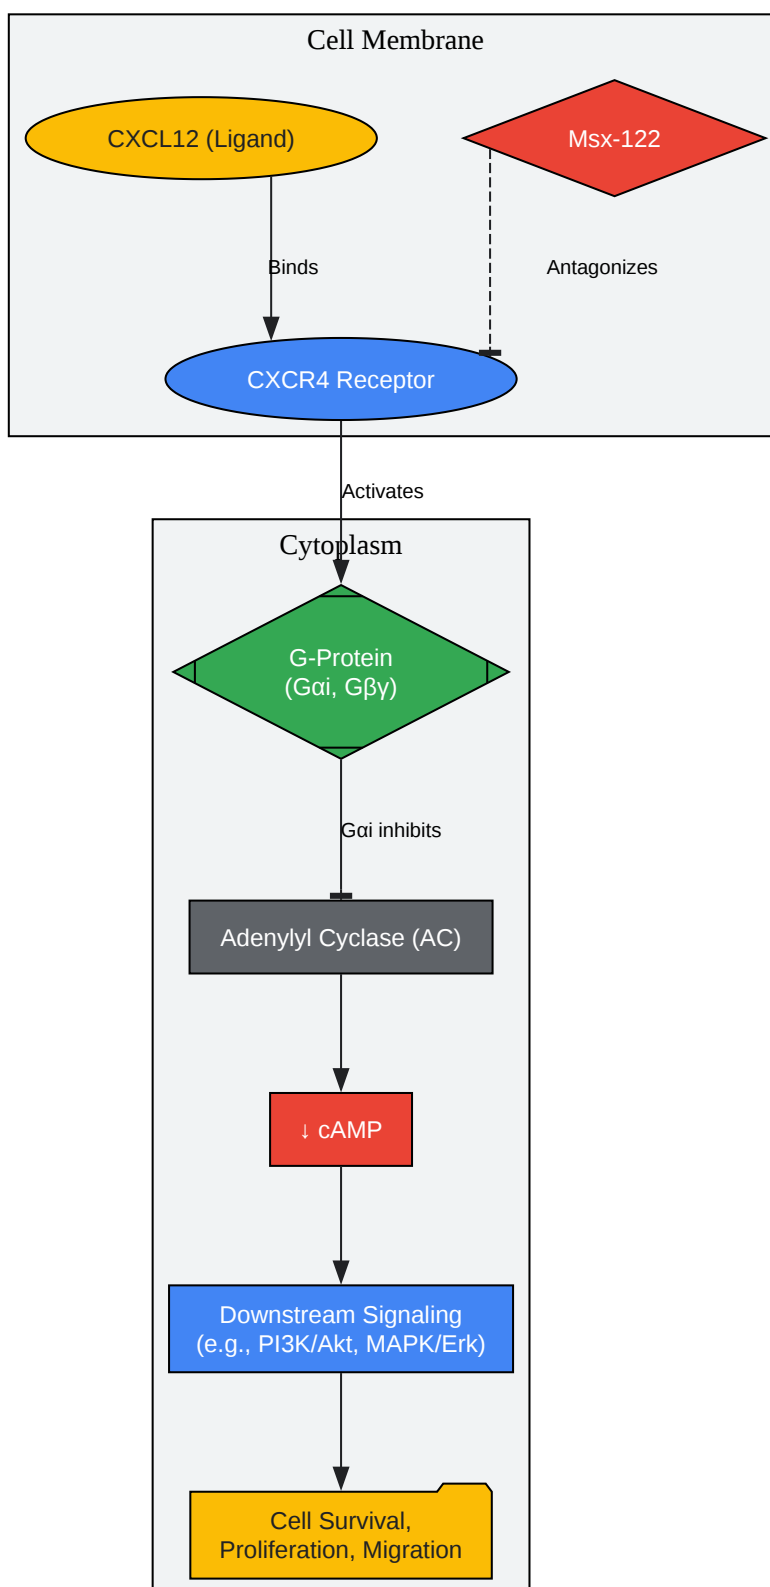 Cell Membrane
CXCL12 (Ligand)
Msx-122
Binds
Antagonizes
CXCR4 Receptor
Activates
Cytoplasm
G-Protein
(Gαi, Gβγ)
Gαi inhibits
Adenylyl Cyclase (AC)
↓ cAMP
Downstream Signaling
(e.g., PI3K/Akt, MAPK/Erk)
Cell Survival,
Proliferation, Migration